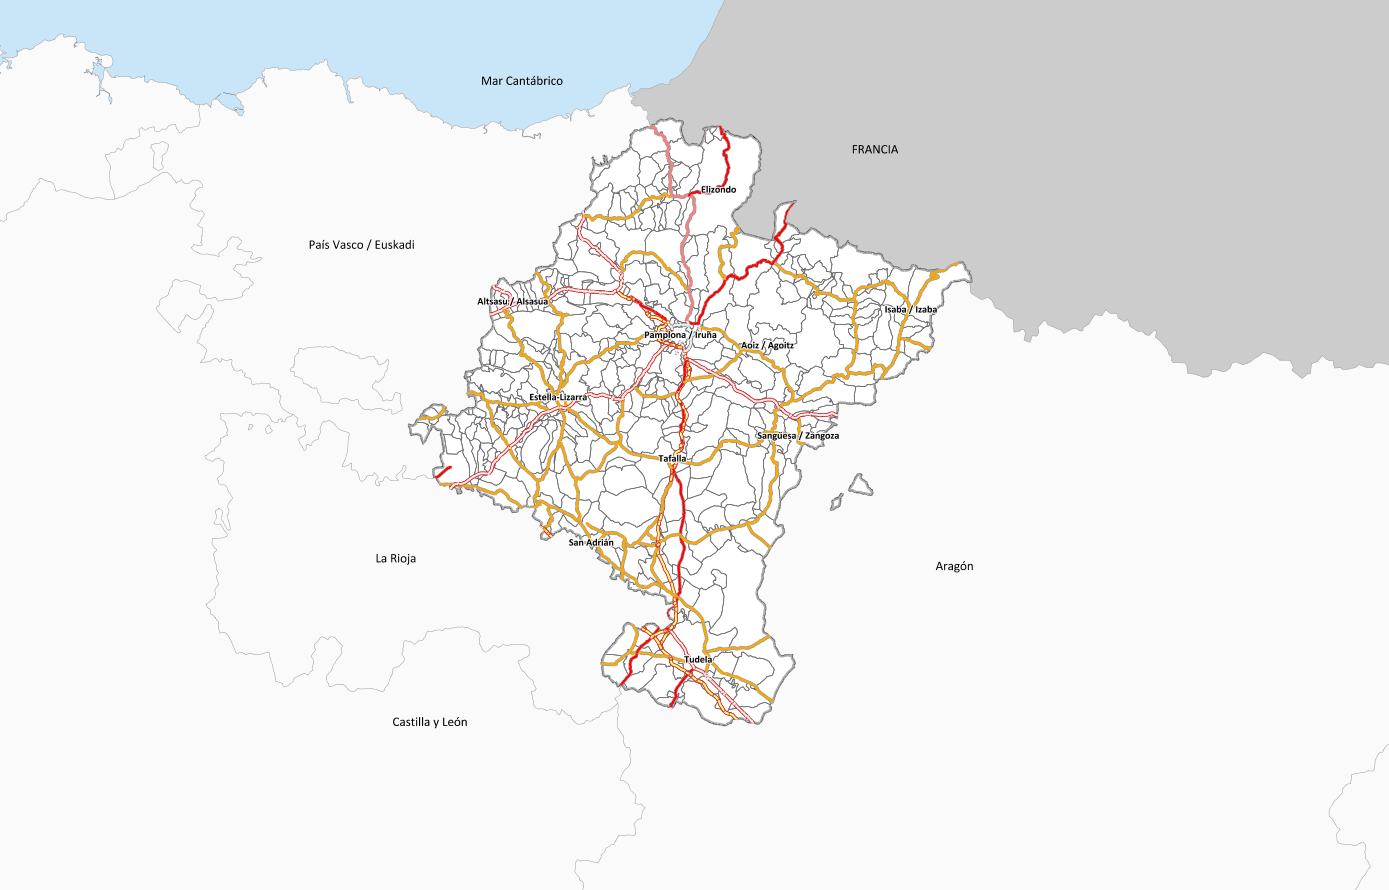 Mar Cantábrico
FRANCIA
Elizondo
País Vasco / Euskadi
Altsasu / Alsasua
Isaba / Izaba
Pamplona / Iruña
Aoiz / Agoitz
Estella-Lizarra
Sangüesa / Zangoza
Tafalla
San Adrián
La Rioja
Aragón
Tudela
Castilla y León